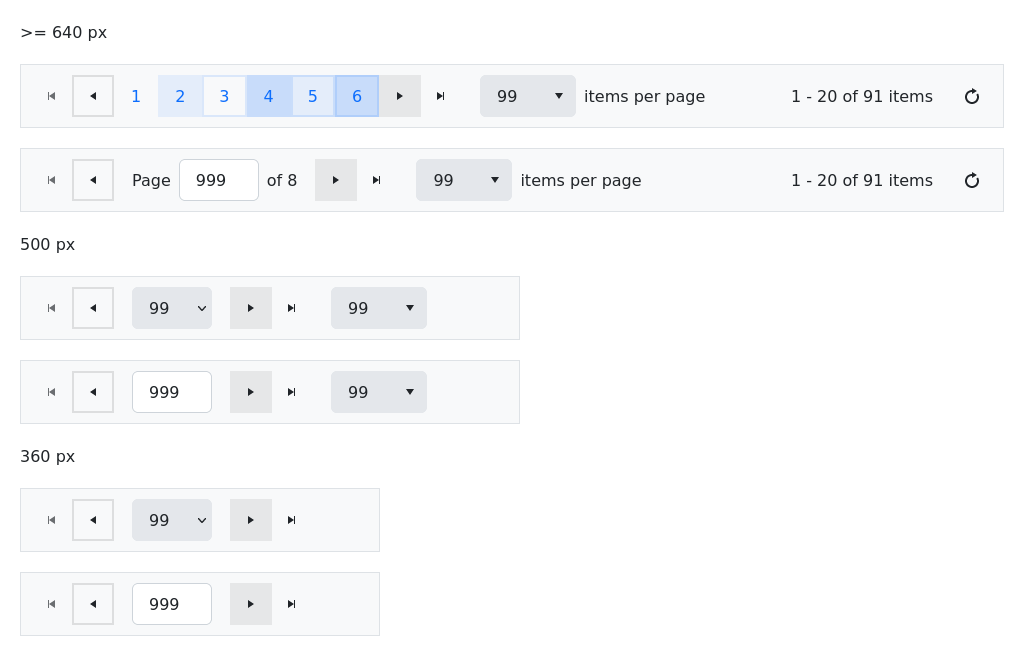 >= 640 px
1 2 3 4 5 6 99 items per page 1 - 20 of 91 items
Page 999 of 8 99 items per page 1 - 20 of 91 items
500 px
99 99
999 99
360 px
99
999